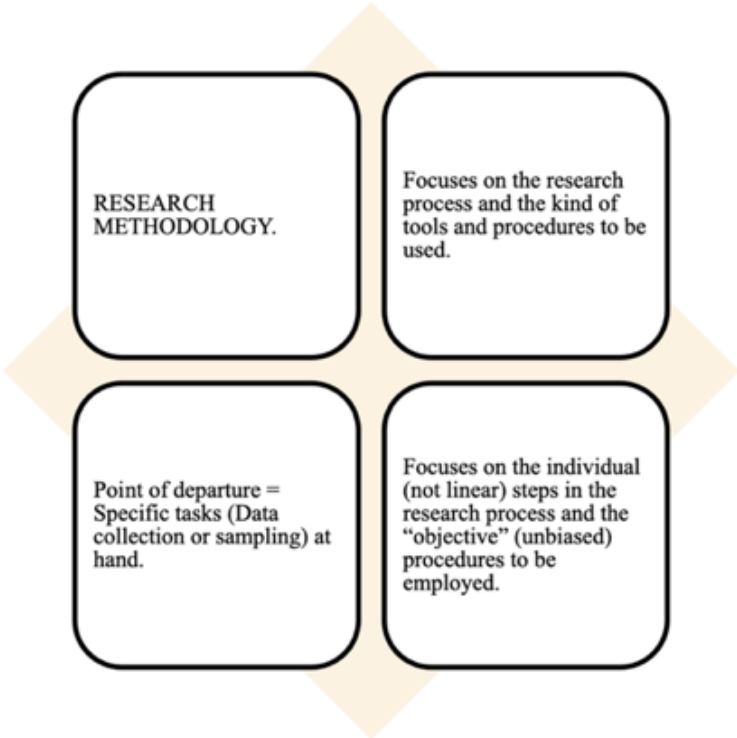 RESEARCH
METHODOLOGY.
Focuses on the research
process and the kind of
tools and procedures to be
used.
Point of departure =
Specific tasks (Data
collection or sampling) at
hand.
Focuses on the individual
(not linear) steps in the
research process and the
“objective” (unbiased)
procedures to be
employed.